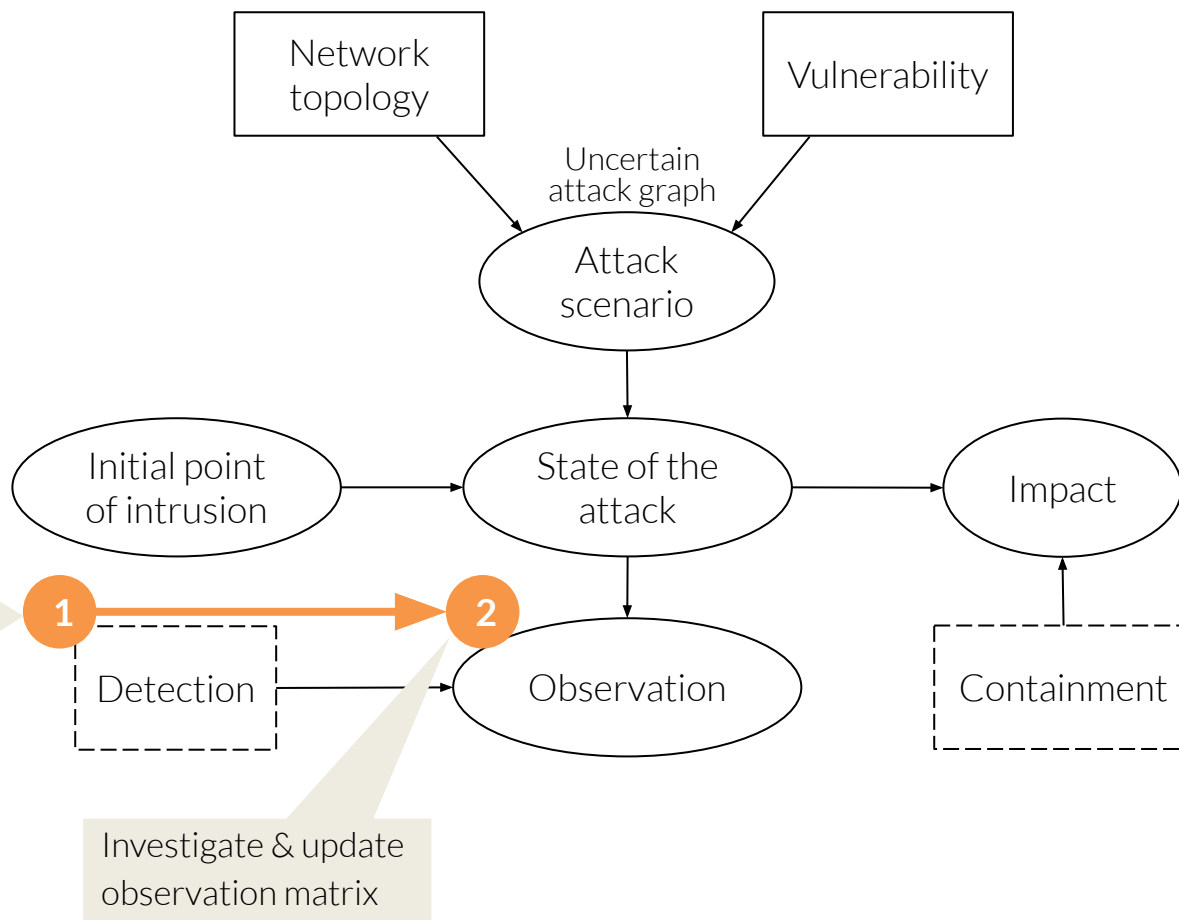 Network
topology
Vulnerability
Uncertain
attack graph
Attack
scenario
Initial point
of intrusion
State of the
attack
Impact
1
2
Detection
Observation
Containment
Investigate & update
observation matrix